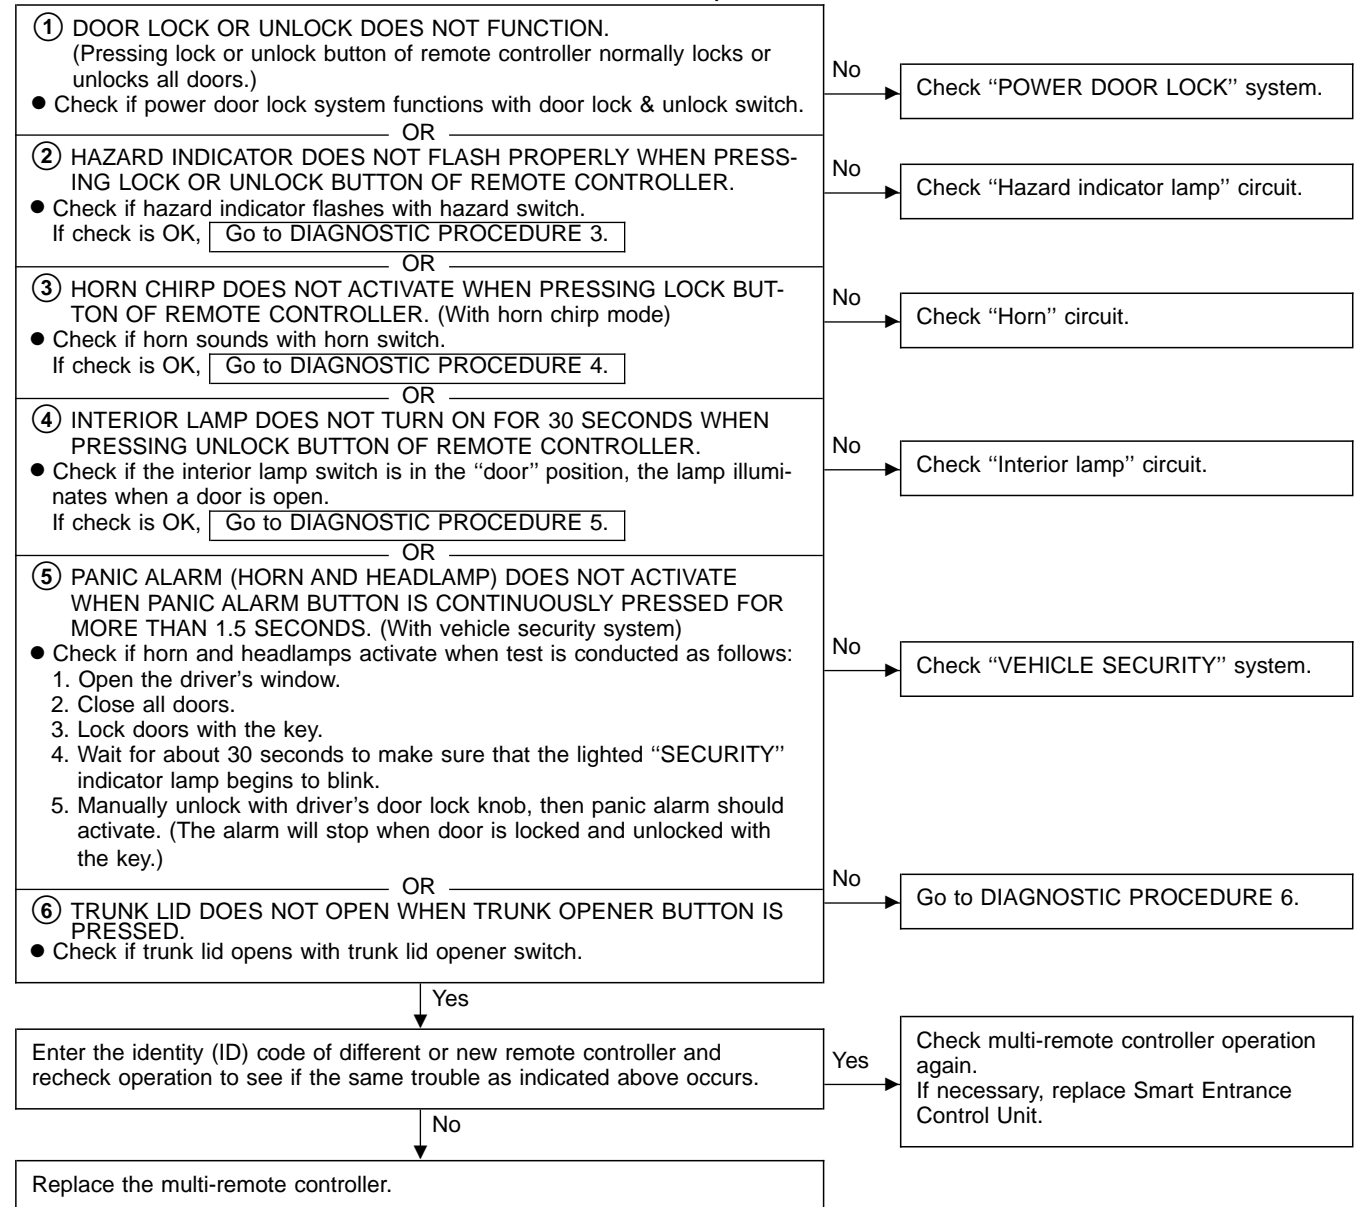 ① DOOR LOCK OR UNLOCK DOES NOT FUNCTION.
(Pressing lock or unlock button of remote controller normally locks or
unlocks all doors.)
● Check if power door lock system functions with door lock & unlock switch.
No
Check ‘‘POWER DOOR LOCK’’ system.
OR
② HAZARD INDICATOR DOES NOT FLASH PROPERLY WHEN PRESS-
ING LOCK OR UNLOCK BUTTON OF REMOTE CONTROLLER.
● Check if hazard indicator flashes with hazard switch.
If check is OK, Go to DIAGNOSTIC PROCEDURE 3.
No
Check ‘‘Hazard indicator lamp’’ circuit.
OR
③ HORN CHIRP DOES NOT ACTIVATE WHEN PRESSING LOCK BUT-
TON OF REMOTE CONTROLLER. (With horn chirp mode)
● Check if horn sounds with horn switch.
If check is OK, Go to DIAGNOSTIC PROCEDURE 4.
No
Check ‘‘Horn’’ circuit.
OR
④ INTERIOR LAMP DOES NOT TURN ON FOR 30 SECONDS WHEN
PRESSING UNLOCK BUTTON OF REMOTE CONTROLLER.
● Check if the interior lamp switch is in the ‘‘door’’ position, the lamp illumi-
nates when a door is open.
If check is OK, Go to DIAGNOSTIC PROCEDURE 5.
No
Check ‘‘Interior lamp’’ circuit.
OR
⑤ PANIC ALARM (HORN AND HEADLAMP) DOES NOT ACTIVATE
WHEN PANIC ALARM BUTTON IS CONTINUOUSLY PRESSED FOR
MORE THAN 1.5 SECONDS. (With vehicle security system)
● Check if horn and headlamps activate when test is conducted as follows:
1. Open the driver’s window.
2. Close all doors.
3. Lock doors with the key.
4. Wait for about 30 seconds to make sure that the lighted ‘‘SECURITY’’
indicator lamp begins to blink.
5. Manually unlock with driver’s door lock knob, then panic alarm should
activate. (The alarm will stop when door is locked and unlocked with
the key.)
No
Check ‘‘VEHICLE SECURITY’’ system.
OR
⑥ TRUNK LID DOES NOT OPEN WHEN TRUNK OPENER BUTTON IS
PRESSED.
● Check if trunk lid opens with trunk lid opener switch.
No
Go to DIAGNOSTIC PROCEDURE 6.
Yes
Enter the identity (ID) code of different or new remote controller and
recheck operation to see if the same trouble as indicated above occurs.
Yes
Check multi-remote controller operation
again.
If necessary, replace Smart Entrance
Control Unit.
No
Replace the multi-remote controller.